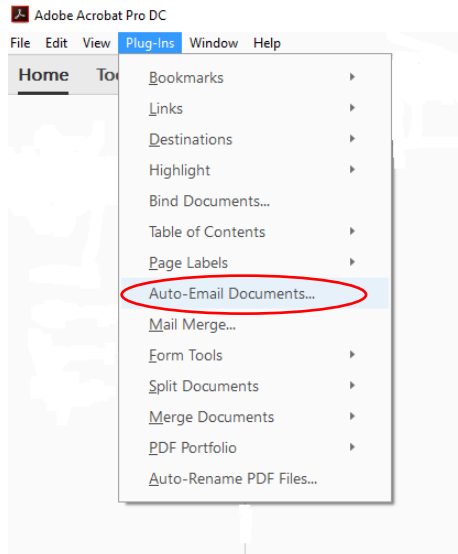 Adobe Acrobat Pro DC
File Edit View Plug-Ins Window Help
Home To
Bookmarks
Links
Destinations
Highlight
Bind Documents...
Table of Contents
Page Labels
Auto-Email Documents...
Mail Merge...
Form Tools
Split Documents
Merge Documents
PDF Portfolio
Auto-Rename PDF Files...